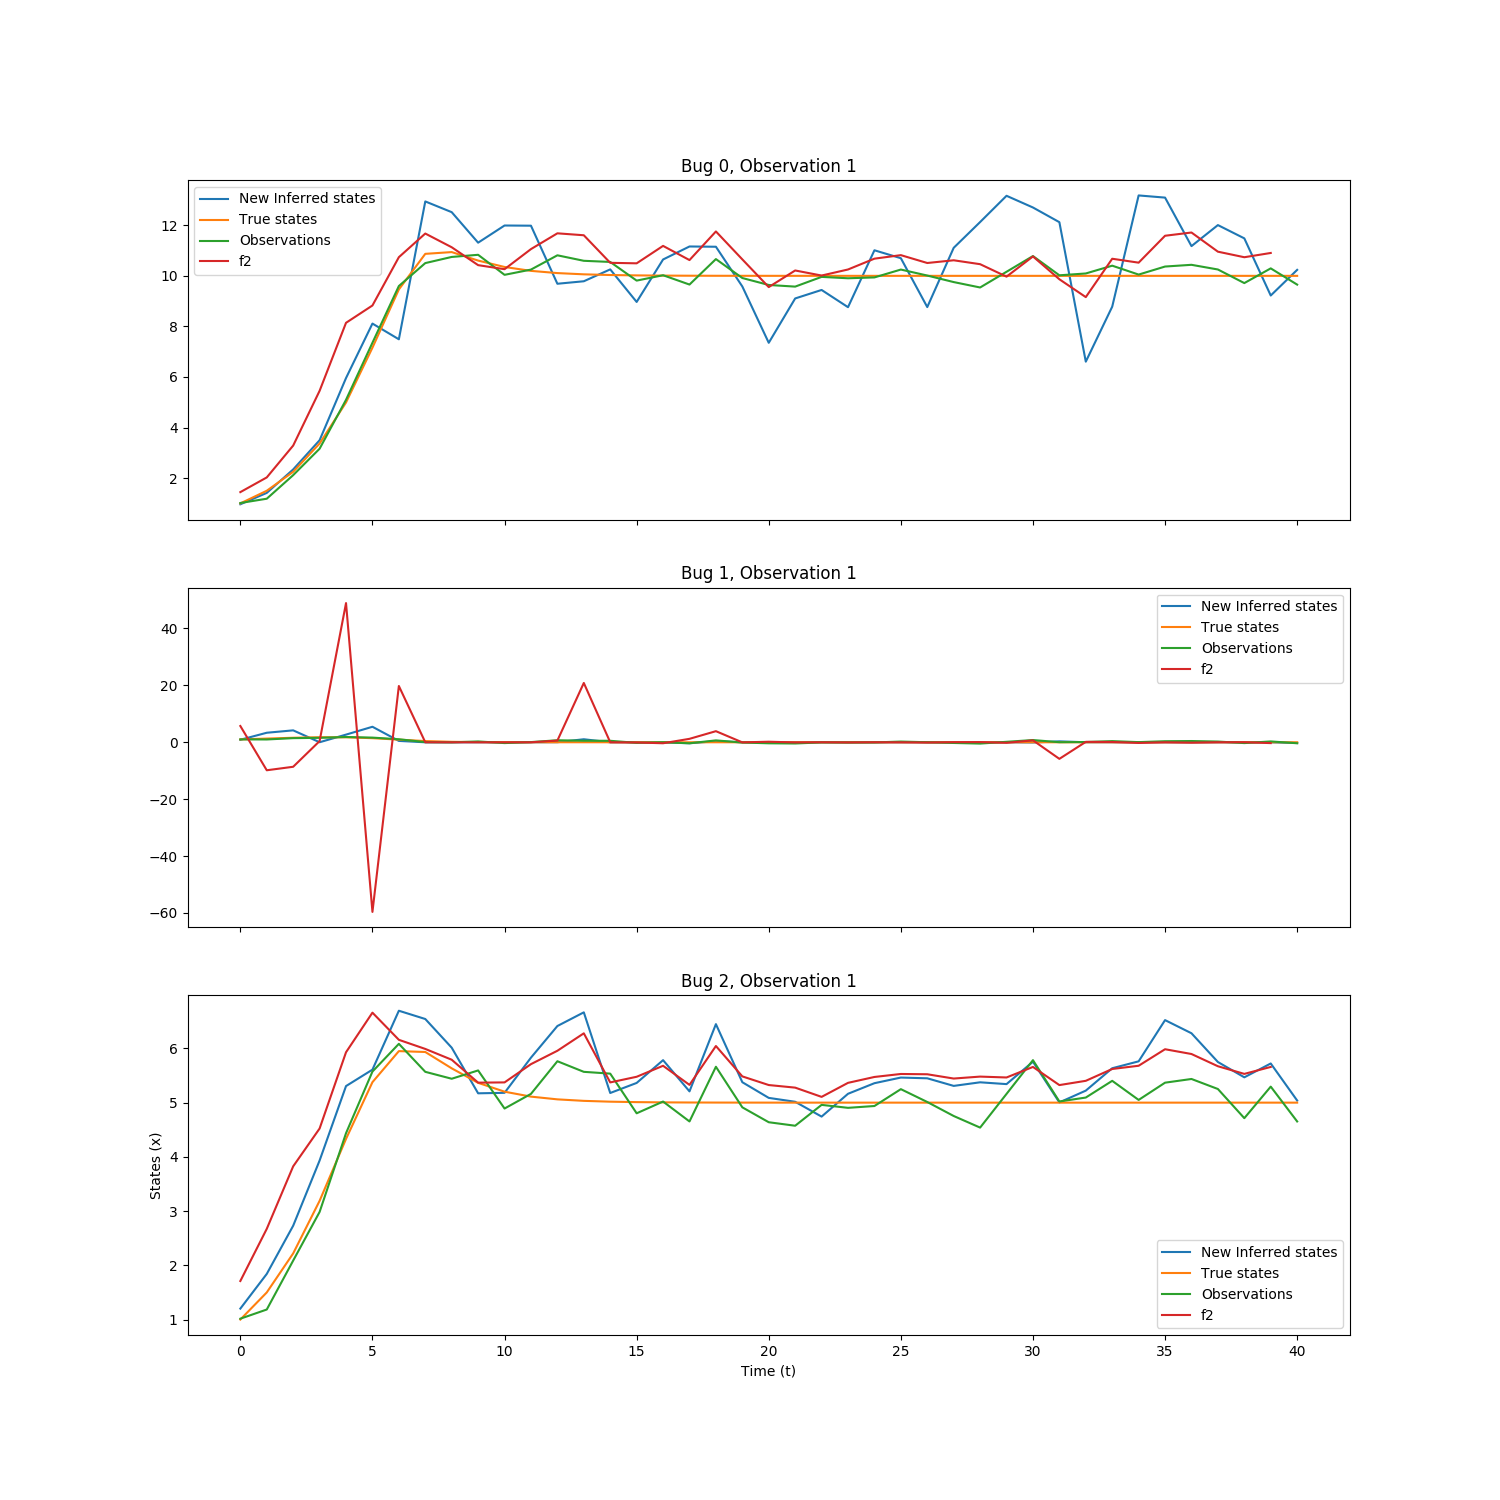 Bug 0, Observation 1
New Inferred states
True states
Observations
f2
12
10
8
6
4
2
Bug 1, Observation 1
New Inferred states
True states
Observations
f2
40
20
0
−20
−40
−60
Bug 2, Observation 1
6
5
4
3
2
1
States (x)
New Inferred states
True states
Observations
f2
0 5 10 15 20 25 30 35 40
Time (t)